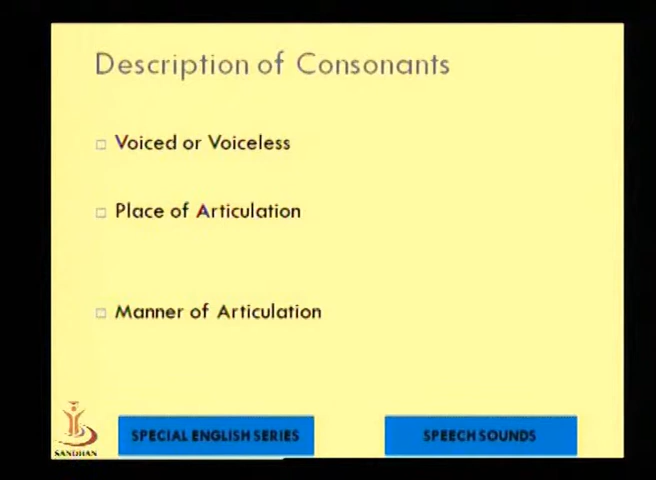 Description of Consonants
Voiced or Voiceless
Place of Articulation
Manner of Articulation
SANDHAN
SPECIAL ENGLISH SERIES
SPEECH SOUNDS